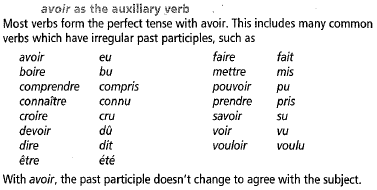 avoir as the auxiliary verb
Most verbs form the perfect tense with avoir. This includes many common
verbs which have irregular past participles, such as
avoir eu faire fait
boire bu mettre mis
comprendre compris pouvoir pu
connaître connu prendre pris
croire cru savoir su
devoir dû voir vu
dire dit vouloir voulu
être été
With avoir, the past participle doesn't change to agree with the subject.